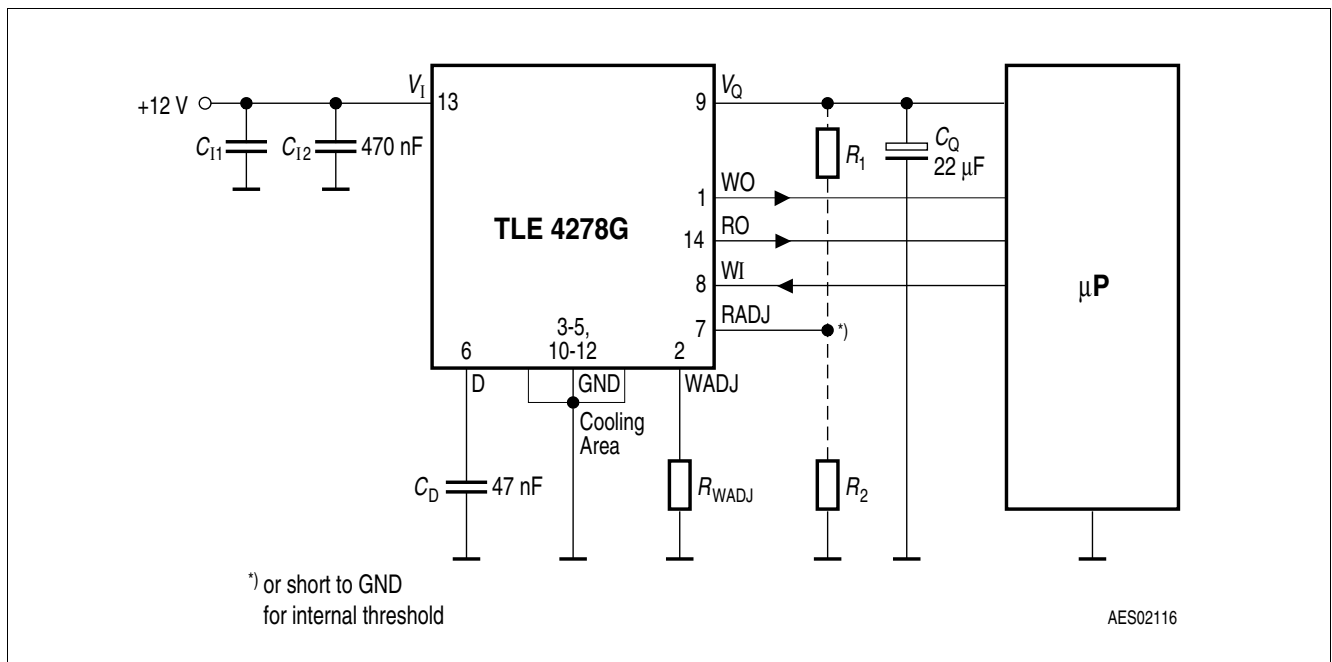 +12 V
V_I
13
C_I1
C_I2
470 nF
TLE 4278G
V_Q
9
R_1
C_Q
22 μF
1
WO
14
RO
8
WI
7
RADJ
*)
μP
6
3-5,
10-12
2
D
GND
WADJ
Cooling
Area
C_D
47 nF
R_WADJ
R_2
*) or short to GND
for internal threshold
AES02116